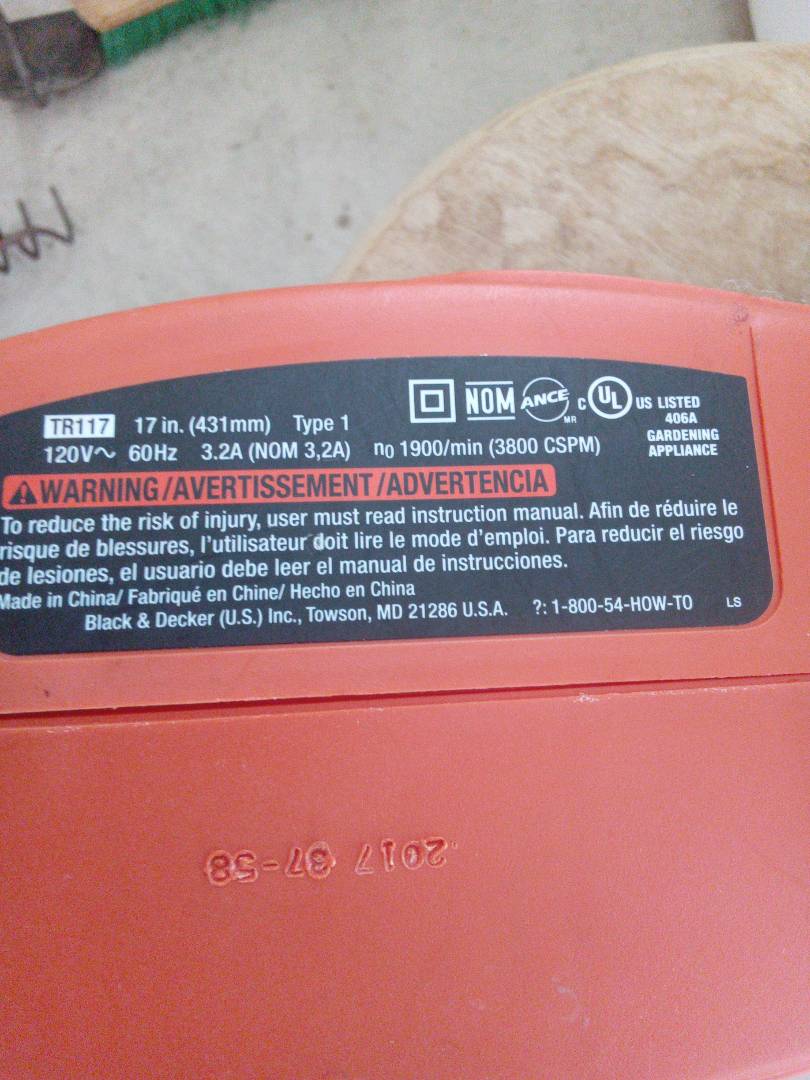 TR117 17 in. (431mm) Type 1
NOM ANCE MR C UL US LISTED
406A
GARDENING
APPLIANCE
120V~ 60Hz 3.2A (NOM 3,2A) n0 1900/min (3800 CSPM)
WARNING/AVERTISSEMENT/ADVERTENCIA
To reduce the risk of injury, user must read instruction manual. Afin de réduire le
risque de blessures, l'utilisateur doit lire le mode d'emploi. Para reducir el riesgo
de lesiones, el usuario debe leer el manual de instrucciones.
Made in China/ Fabriqué en Chine/ Hecho en China
Black & Decker (U.S.) Inc., Towson, MD 21286 U.S.A. ?: 1-800-54-HOW-TO LS
2017 37-58